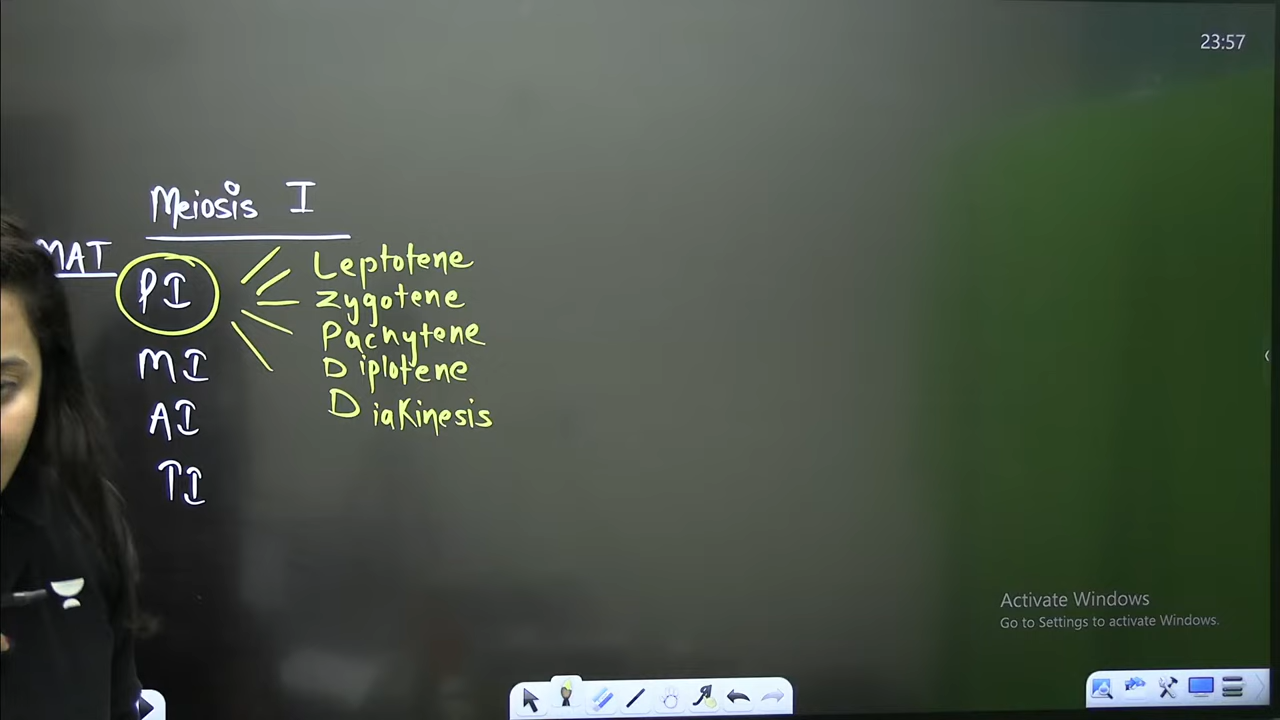 23:57
Meiosis I
MAT
PI
Leptotene
Zygotene
Pachytene
Diplotene
MI
Diakinesis
AI
TI
Activate Windows
Go to Settings to activate Windows.